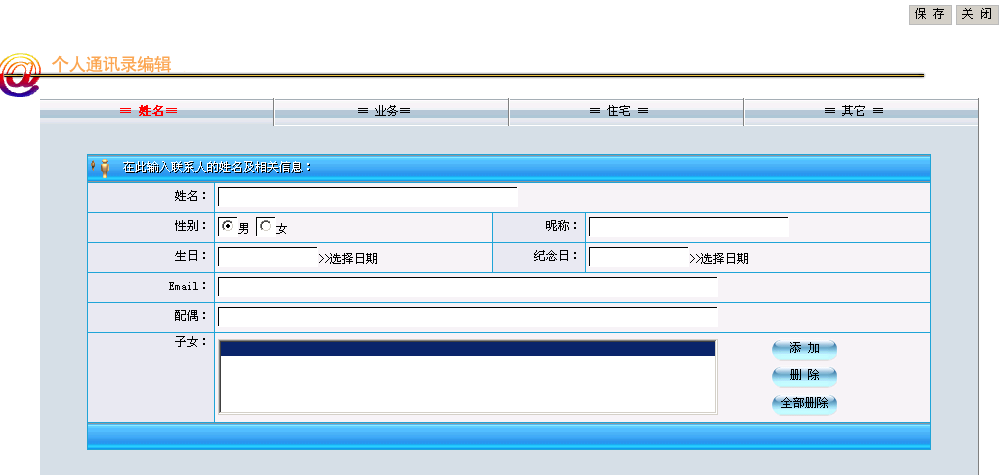 保 存 关 闭
个人通讯录编辑
≡ 姓名≡ ≡ 业务≡ ≡ 住宅 ≡ ≡ 其它 ≡
在此输入联系人的姓名及相关信息：
姓名：
性别： 男 女 昵称：
生日： >>选择日期 纪念日： >>选择日期
Email：
配偶：
子女：
添 加
删 除
全部删除